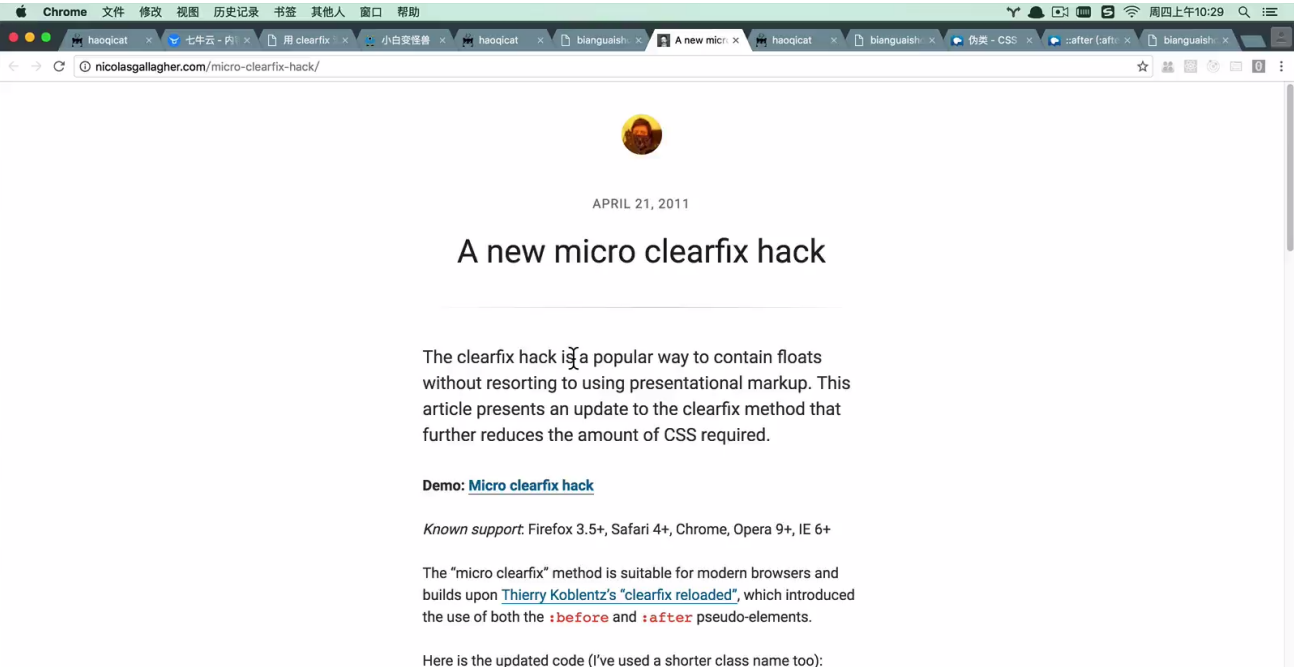 Chrome 文件 修改 视图 历史记录 书签 其他人 窗口 帮助 周四上午10:29
haoqicat 七牛云 - 内 用 clearfix 小白变怪兽 haoqicat bianguaish A new micr haoqicat bianguaish 伪类 - CSS ::after (:afte bianguaish
nicolasgallagher.com/micro-clearfix-hack/
APRIL 21, 2011
A new micro clearfix hack
The clearfix hack is a popular way to contain floats
without resorting to using presentational markup. This
article presents an update to the clearfix method that
further reduces the amount of CSS required.
Demo: Micro clearfix hack
Known support: Firefox 3.5+, Safari 4+, Chrome, Opera 9+, IE 6+
The “micro clearfix” method is suitable for modern browsers and
builds upon Thierry Koblentz’s “clearfix reloaded”, which introduced
the use of both the :before and :after pseudo-elements.
Here is the updated code (I’ve used a shorter class name too):